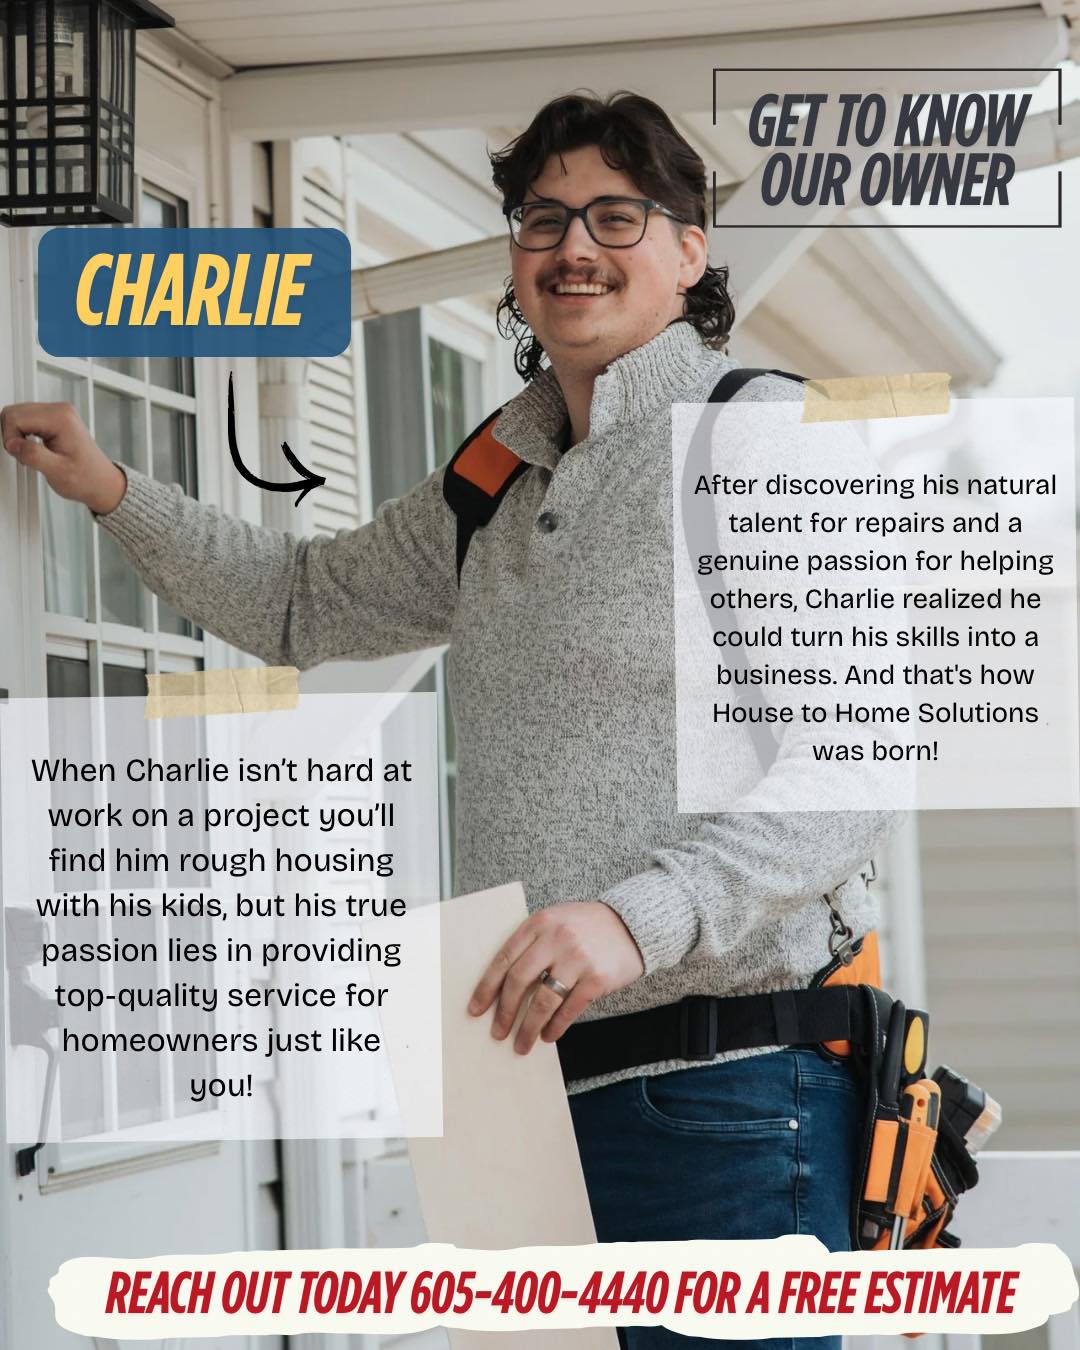 GET TO KNOW
OUR OWNER
CHARLIE
After discovering his natural
talent for repairs and a
genuine passion for helping
others, Charlie realized he
could turn his skills into a
business. And that's how
House to Home Solutions
was born!
When Charlie isn’t hard at
work on a project you’ll
find him rough housing
with his kids, but his true
passion lies in providing
top-quality service for
homeowners just like
you!
REACH OUT TODAY 605-400-4440 FOR A FREE ESTIMATE